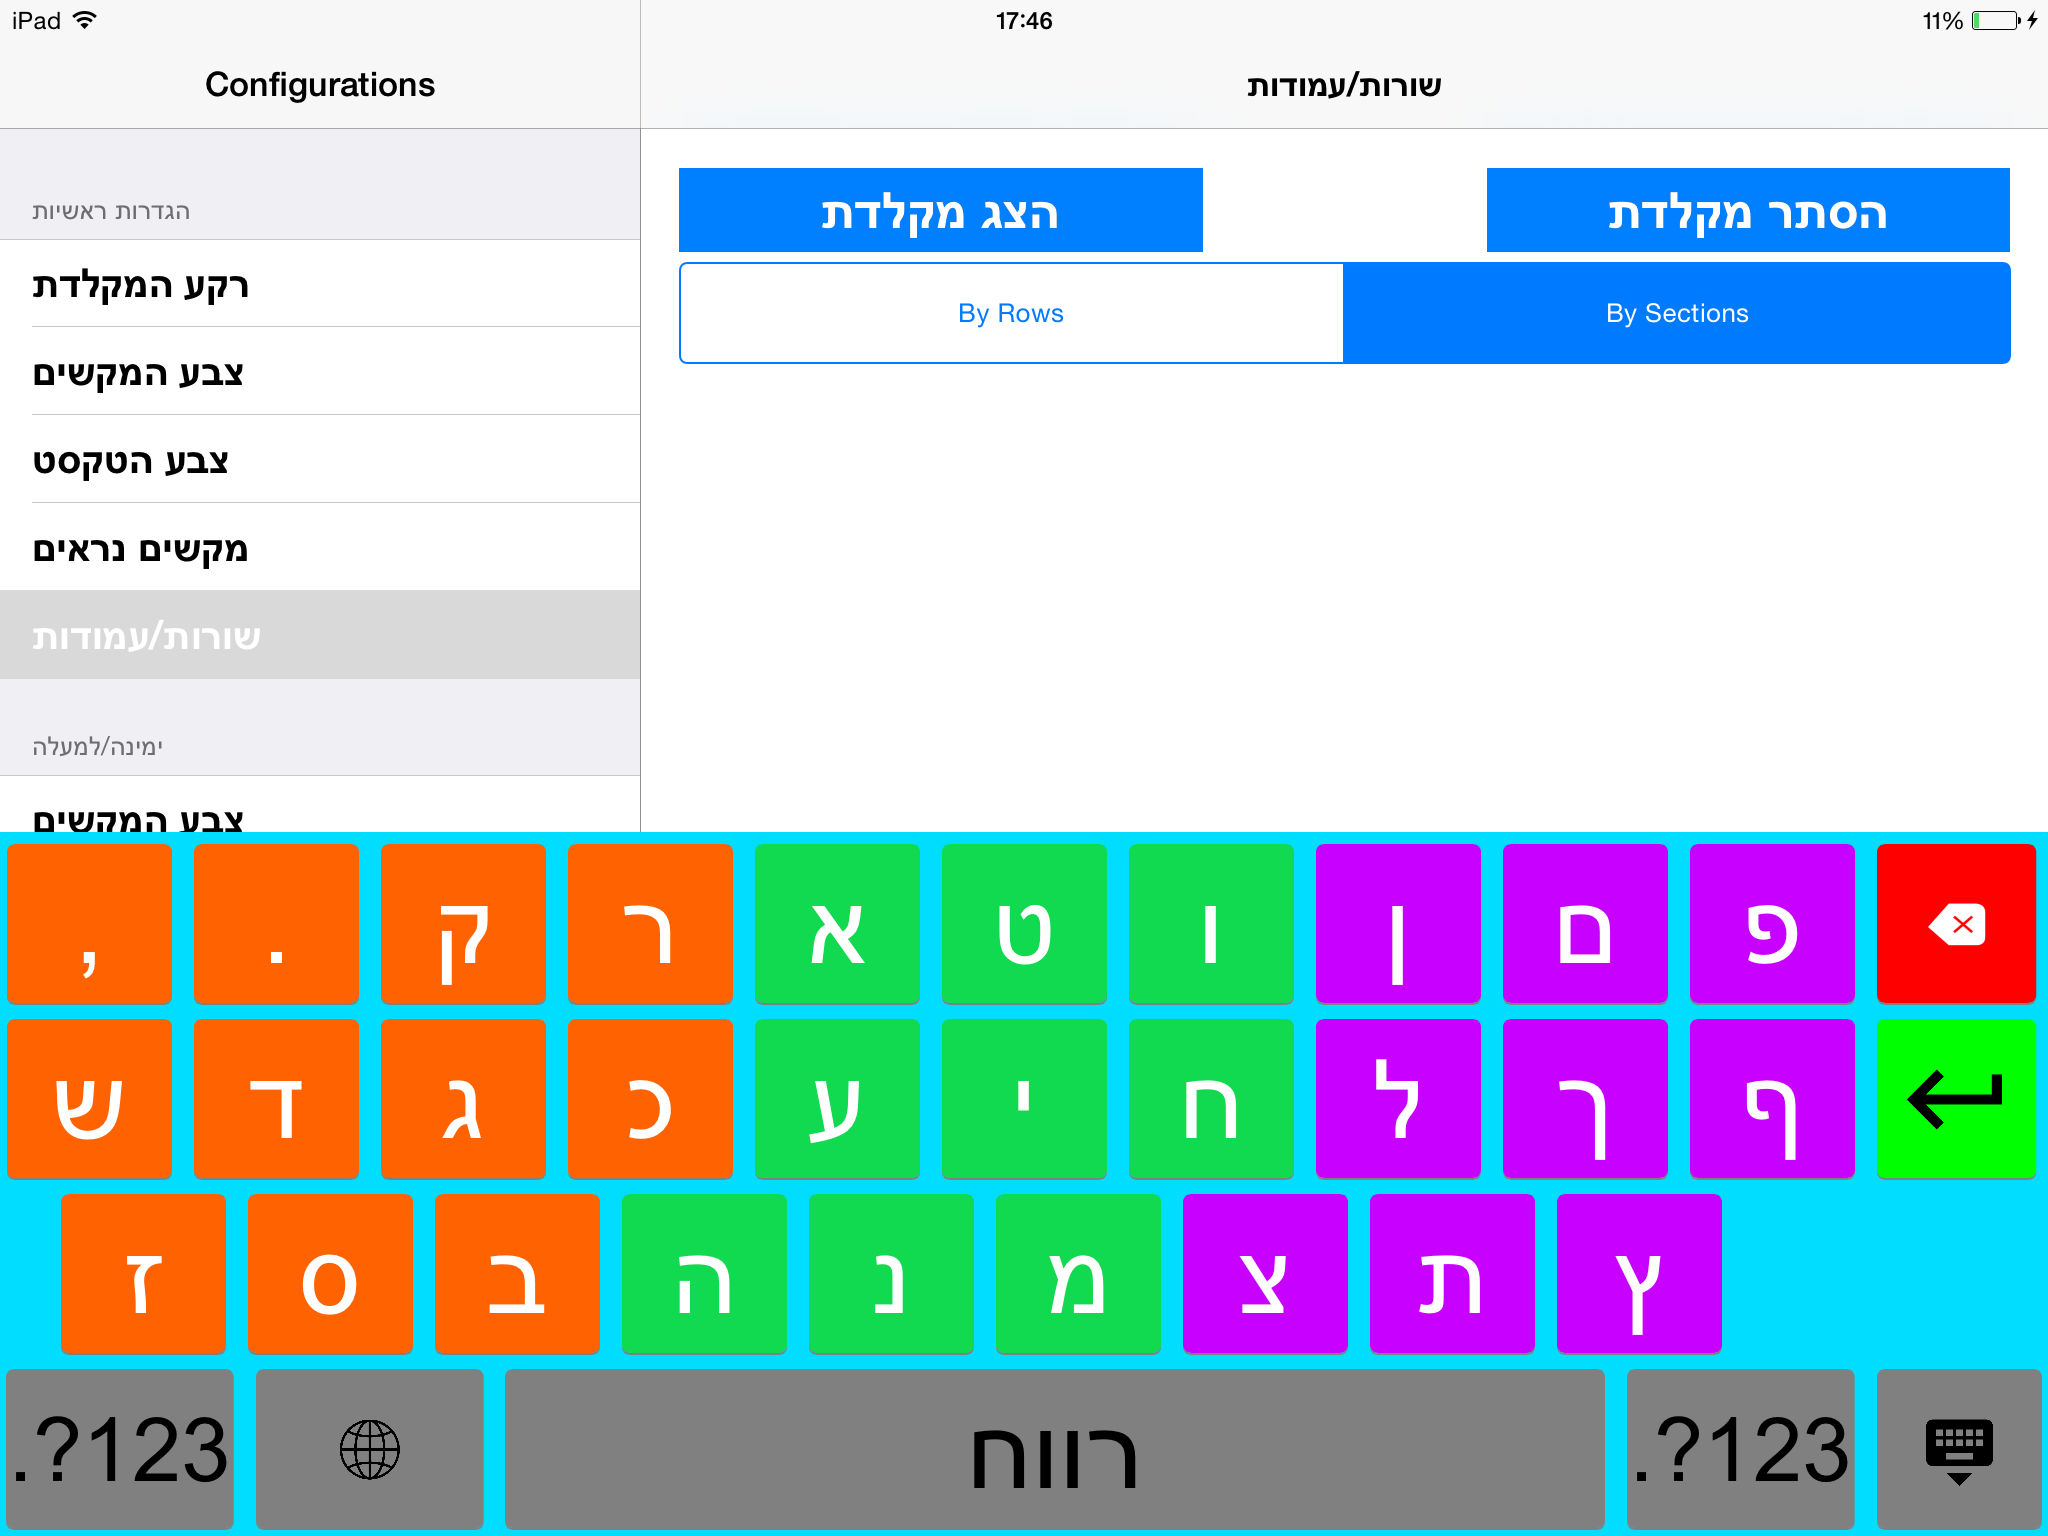 iPad 17:46 11%
Configurations
שורות/עמודות
הגדרות ראשיות
רקע המקלדת
צבע המקשים
צבע הטקסט
מקשים נראים
שורות/עמודות
ימינה/למעלה
צבע המקשים
הצג מקלדת הסתר מקלדת
By Rows By Sections
, . ק ר א ט ו ן ם פ
ש ד ג כ ע י ח ל ך ף
ז ס ב ה נ מ צ ת ץ
.?123 רווח .?123